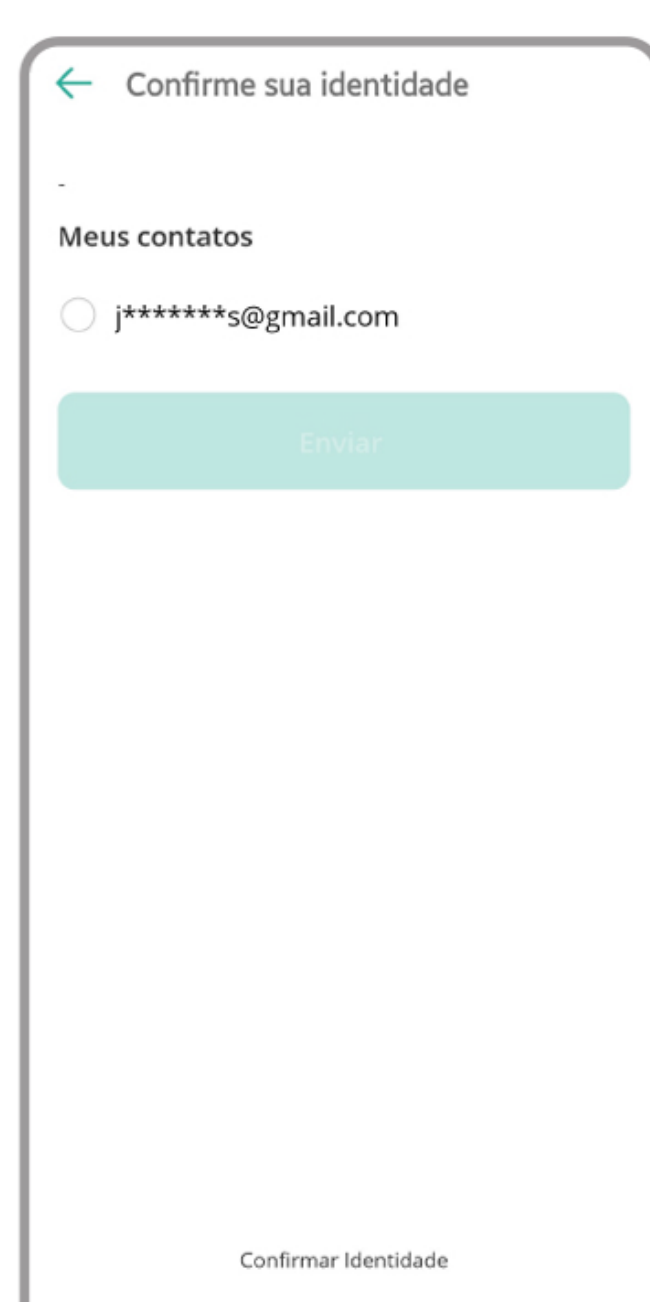 Confirme sua identidade
-
Meus contatos
j*******s@gmail.com
Enviar
Confirmar Identidade